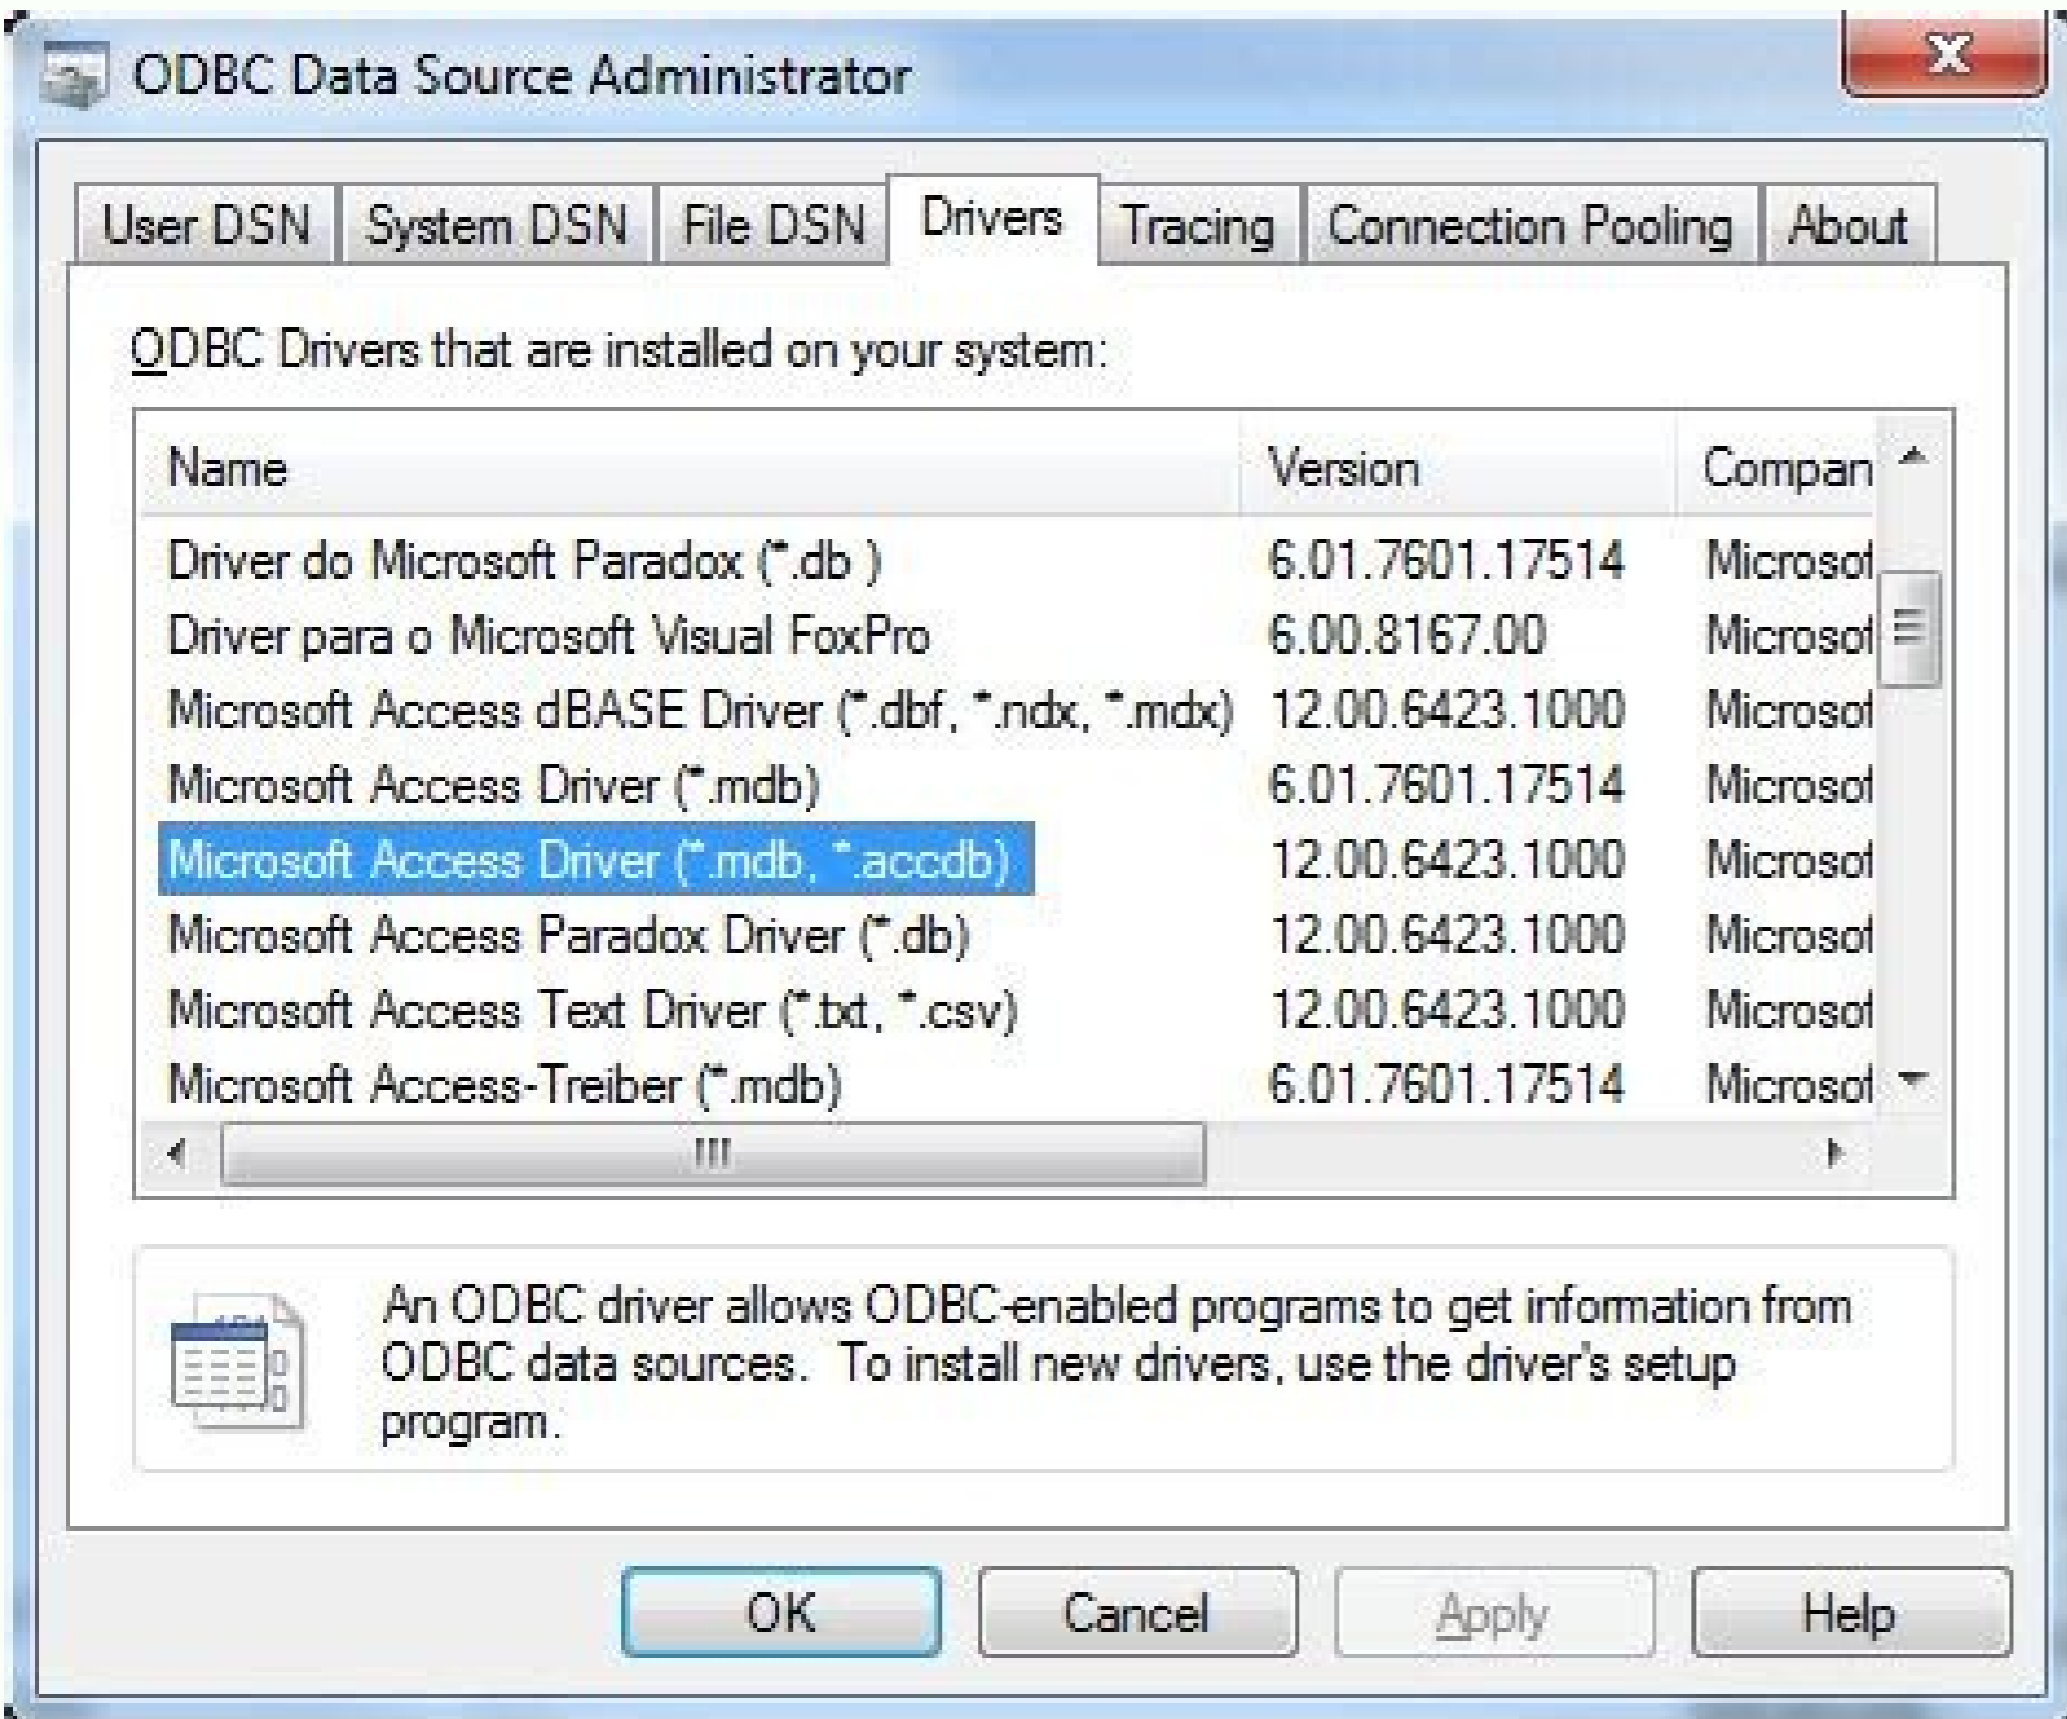 ODBC Data Source Administrator
User DSN System DSN File DSN Drivers Tracing Connection Pooling About
ODBC Drivers that are installed on your system:
Name Version Compan
Driver do Microsoft Paradox (*.db ) 6.01.7601.17514 Microsof
Driver para o Microsoft Visual FoxPro 6.00.8167.00 Microsof
Microsoft Access dBASE Driver (*.dbf, *.ndx, *.mdx) 12.00.6423.1000 Microsof
Microsoft Access Driver (*.mdb) 6.01.7601.17514 Microsof
Microsoft Access Driver (*.mdb, *.accdb) 12.00.6423.1000 Microsof
Microsoft Access Paradox Driver (*.db) 12.00.6423.1000 Microsof
Microsoft Access Text Driver (*.txt, *.csv) 12.00.6423.1000 Microsof
Microsoft Access-Treiber (*.mdb) 6.01.7601.17514 Microsof
An ODBC driver allows ODBC-enabled programs to get information from
ODBC data sources. To install new drivers, use the driver's setup
program.
OK Cancel Apply Help